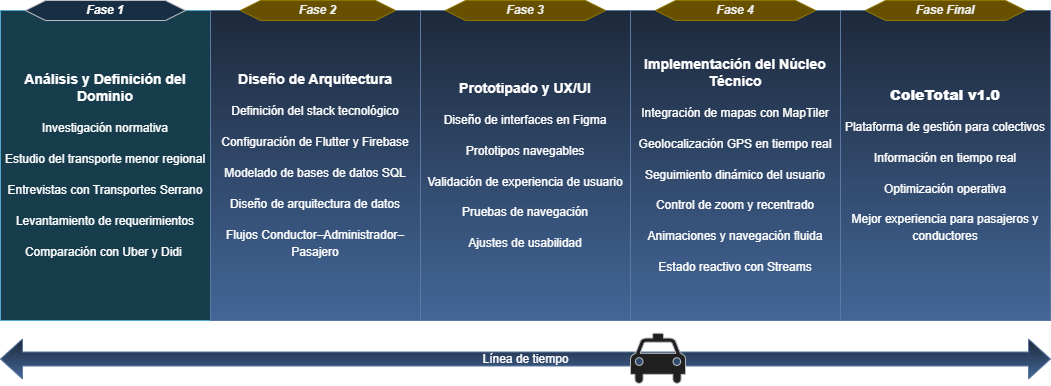 Fase 1
Fase 2
Fase 3
Fase 4
Fase Final
Análisis y Definición del
Dominio
Investigación normativa
Estudio del transporte menor regional
Entrevistas con Transportes Serrano
Levantamiento de requerimientos
Comparación con Uber y Didi
Diseño de Arquitectura
Definición del stack tecnológico
Configuración de Flutter y Firebase
Modelado de bases de datos SQL
Diseño de arquitectura de datos
Flujos Conductor–Administrador–
Pasajero
Prototipado y UX/UI
Diseño de interfaces en Figma
Prototipos navegables
Validación de experiencia de usuario
Pruebas de navegación
Ajustes de usabilidad
Implementación del Núcleo
Técnico
Integración de mapas con MapTiler
Geolocalización GPS en tiempo real
Seguimiento dinámico del usuario
Control de zoom y recentrado
Animaciones y navegación fluida
Estado reactivo con Streams
ColeTotal v1.0
Plataforma de gestión para colectivos
Información en tiempo real
Optimización operativa
Mejor experiencia para pasajeros y
conductores
Línea de tiempo